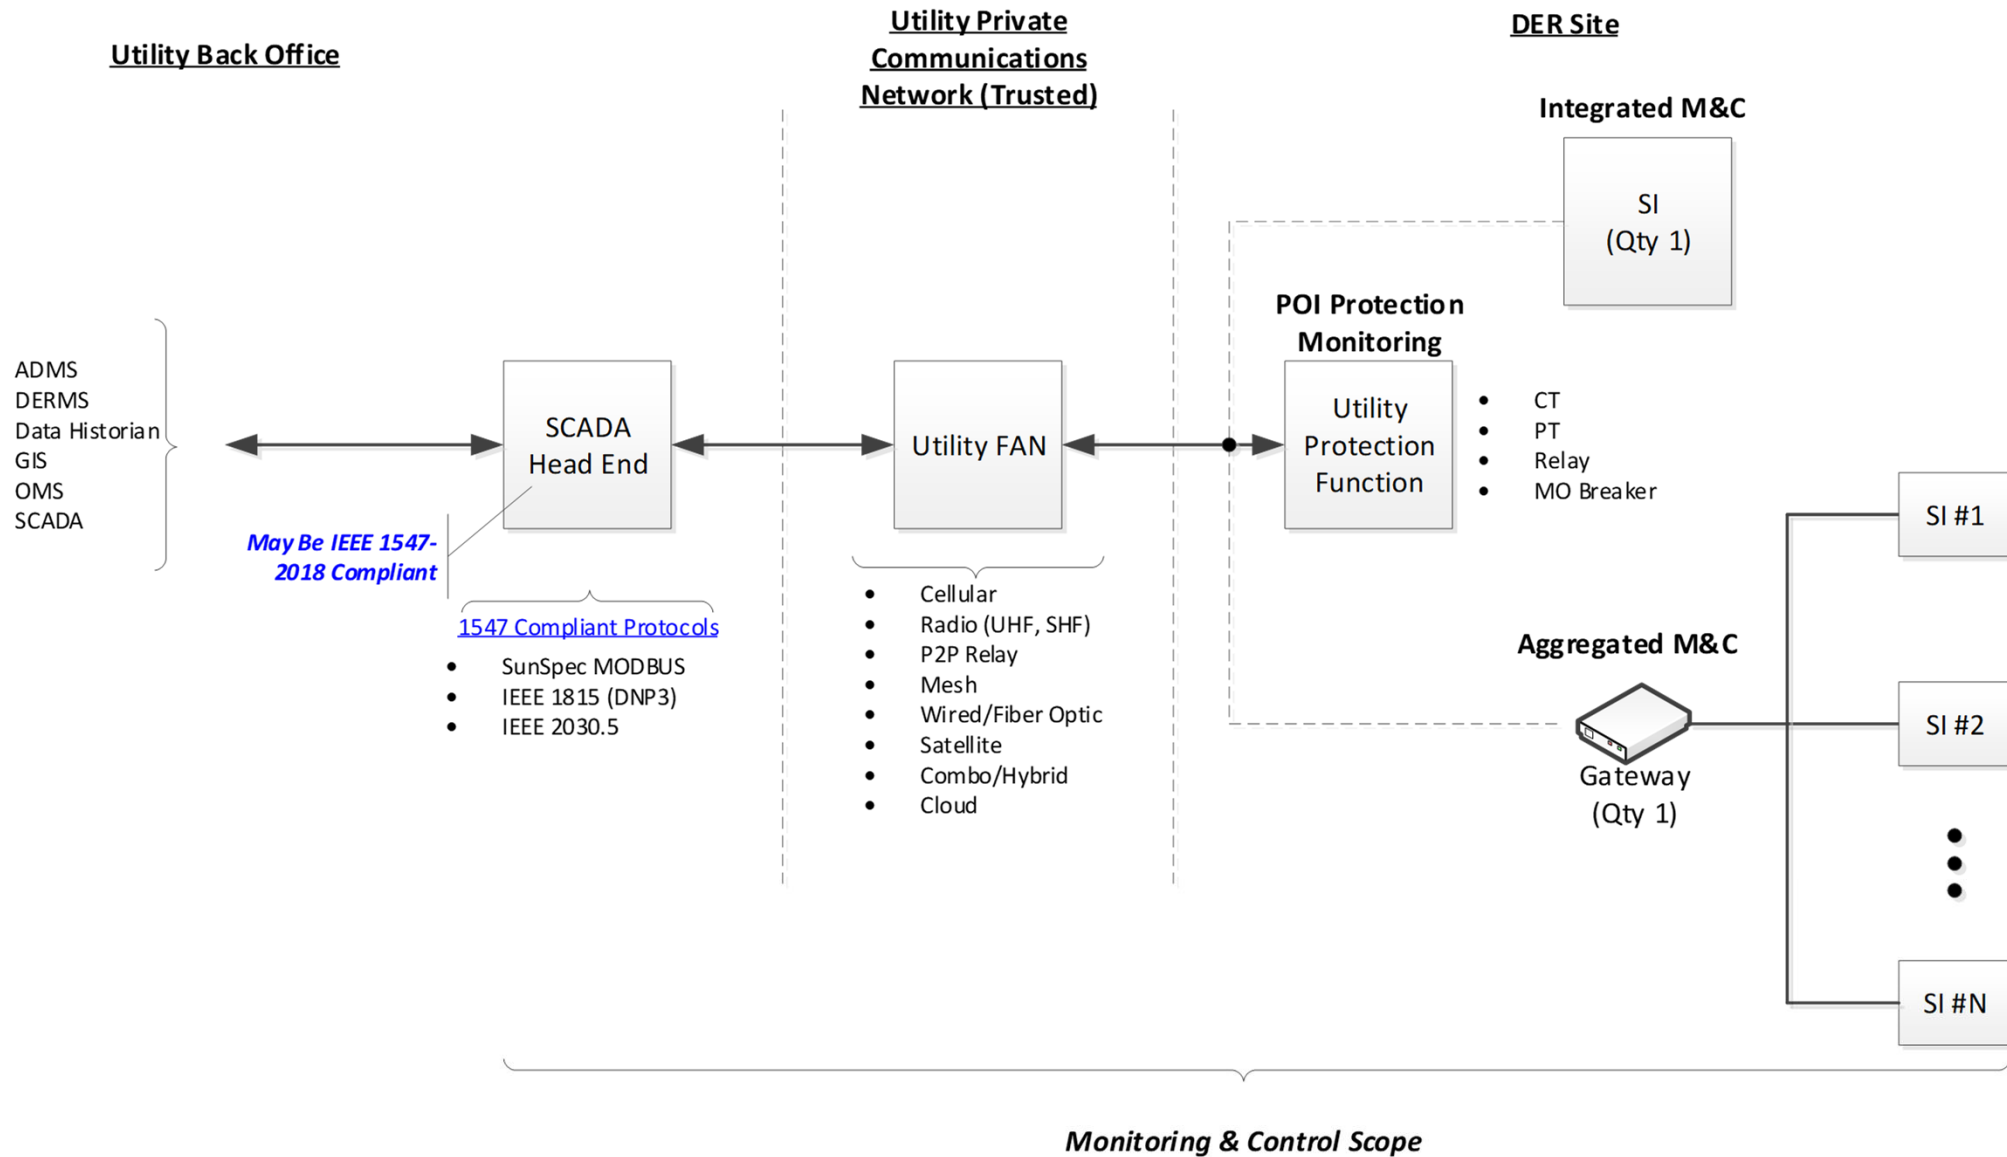 Utility Back Office
Utility Private
Communications
Network (Trusted)
DER Site
Integrated M&C
SI
(Qty 1)
POI Protection
Monitoring
ADMS
DERMS
Data Historian
GIS
OMS
SCADA
SCADA
Head End
Utility FAN
Utility
Protection
Function
• CT
• PT
• Relay
• MO Breaker
May Be IEEE 1547-
2018 Compliant
1547 Compliant Protocols
• SunSpec MODBUS
• IEEE 1815 (DNP3)
• IEEE 2030.5
• Cellular
• Radio (UHF, SHF)
• P2P Relay
• Mesh
• Wired/Fiber Optic
• Satellite
• Combo/Hybrid
• Cloud
Aggregated M&C
Gateway
(Qty 1)
SI #1
SI #2
SI #N
Monitoring & Control Scope